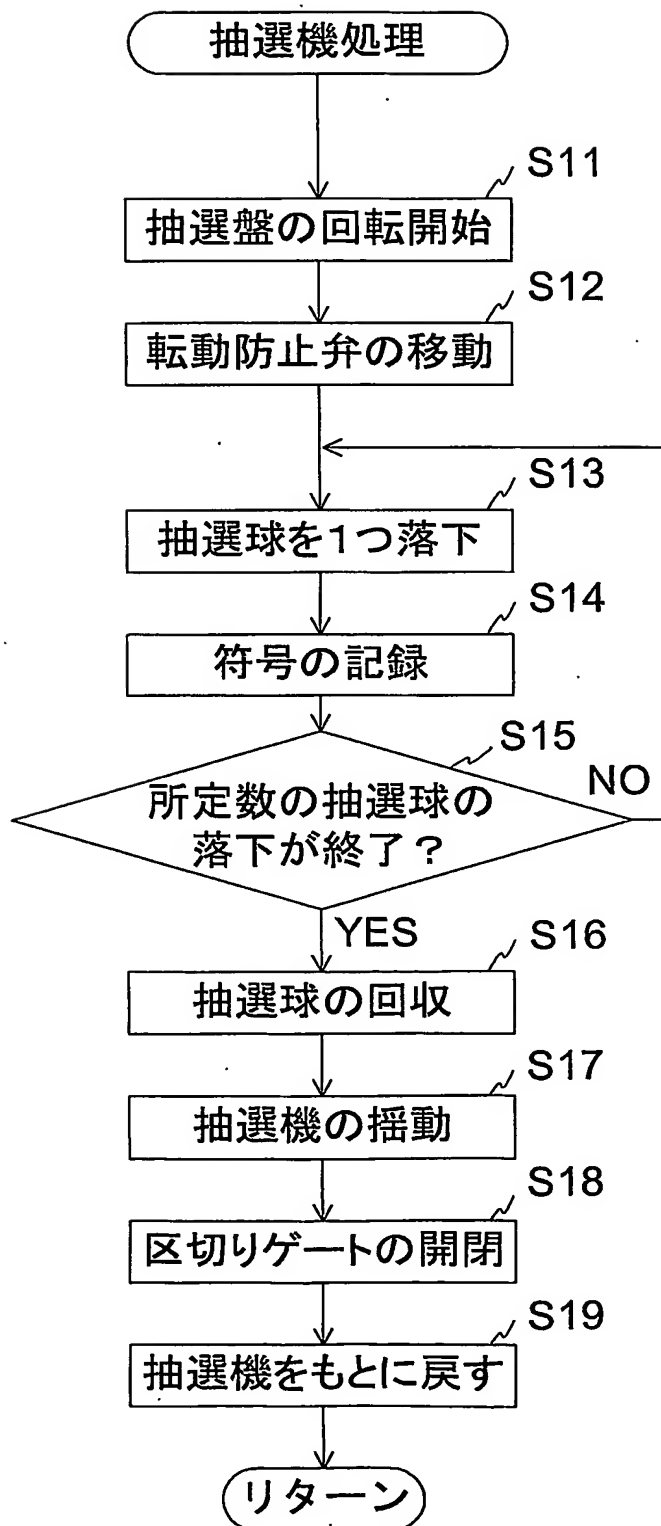 抽選機処理
S11
抽選盤の回転開始
S12
転動防止弁の移動
S13
抽選球を1つ落下
S14
符号の記録
S15
所定数の抽選球の
落下が終了？
NO
YES
S16
抽選球の回収
S17
抽選機の揺動
S18
区切りゲートの開閉
S19
抽選機をもとに戻す
リターン